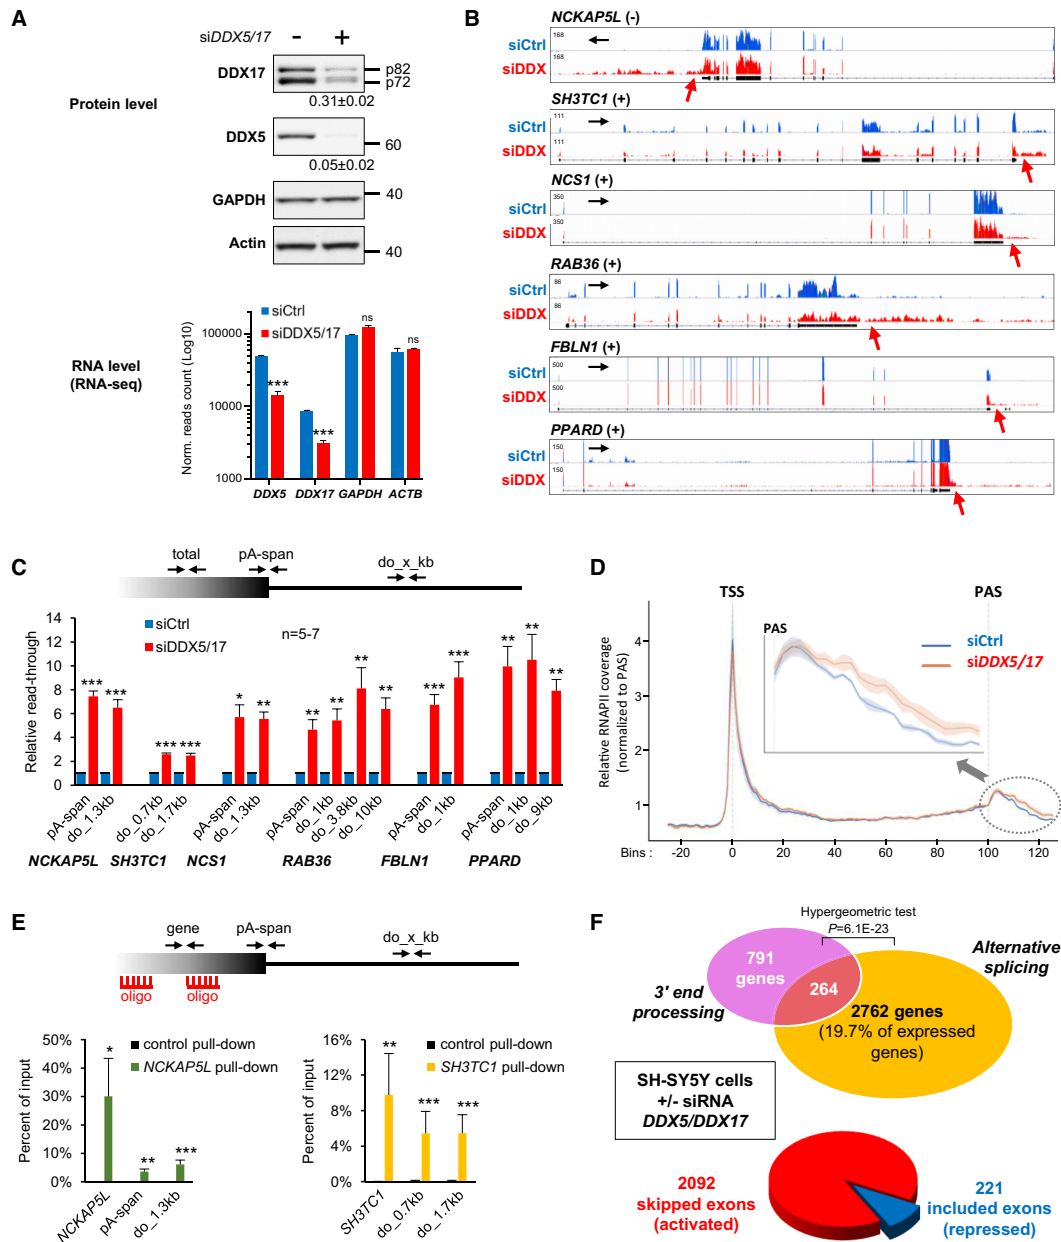 A
siDDX5/17
- +
Protein level
DDX17
p82
p72
0.31±0.02
DDX5
60
0.05±0.02
GAPDH
40
Actin
40
RNA level
(RNA-seq)
Norm. reads count (Log10)
siCtrl
siDDX5/17
100000
10000
1000
***
***
ns
ns
DDX5 DDX17 GAPDH ACTB
B
NCKAP5L (-)
siCtrl
168
siDDX
168
SH3TC1 (+)
siCtrl
111
siDDX
111
NCS1 (+)
siCtrl
350
siDDX
350
RAB36 (+)
siCtrl
86
siDDX
86
FBLN1 (+)
siCtrl
500
siDDX
500
PPARD (+)
siCtrl
150
siDDX
150
C
total pA-span do_x_kb
siCtrl
siDDX5/17
n=5-7
Relative read-through
14
12
10
8
6
4
2
0
*** *** *** *** * ** ** ** ** ** *** *** ** ** **
pA-span do_1.3kb do_0.7kb do_1.7kb pA-span do_1.3kb pA-span do_1kb do_3.8kb do_10kb pA-span do_1kb pA-span do_1kb do_9kb
NCKAP5L SH3TC1 NCS1 RAB36 FBLN1 PPARD
D
TSS PAS
Relative RNAPII coverage
(normalized to PAS)
4
3
2
1
PAS
siCtrl
siDDX5/17
Bins : -20 0 20 40 60 80 100 120
E
gene pA-span do_x_kb
oligo oligo
Percent of input
50%
40%
30%
20%
10%
0%
control pull-down
NCKAP5L pull-down
* ** ***
NCKAP5L pA-span do_1.3kb
Percent of input
16%
12%
8%
4%
0%
control pull-down
SH3TC1 pull-down
** *** ***
SH3TC1 do_0.7kb do_1.7kb
F
Hypergeometric test
P=6.1E-23
Alternative
splicing
791
genes
264
3' end
processing
2762 genes
(19.7% of expressed
genes)
SH-SY5Y cells
+/- siRNA
DDX5/DDX17
2092
skipped exons
(activated)
221
included exons
(repressed)